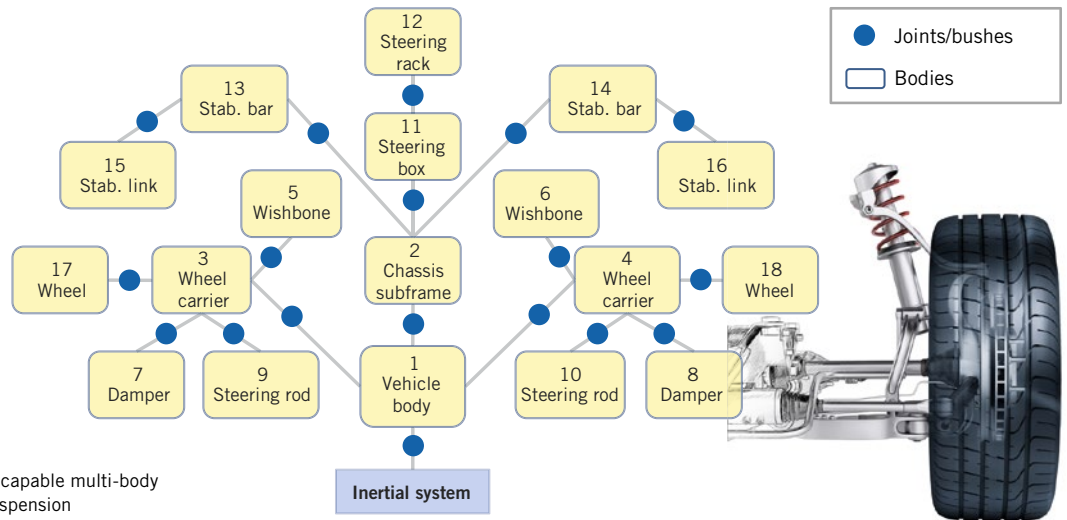 12
Steering
rack
Joints/bushes
Bodies
13
Stab. bar
14
Stab. bar
11
Steering
box
15
Stab. link
16
Stab. link
5
Wishbone
6
Wishbone
17
Wheel
3
Wheel
carrier
2
Chassis
subframe
4
Wheel
carrier
18
Wheel
7
Damper
9
Steering rod
1
Vehicle
body
10
Steering rod
8
Damper
Inertial system
capable multi-body
spension